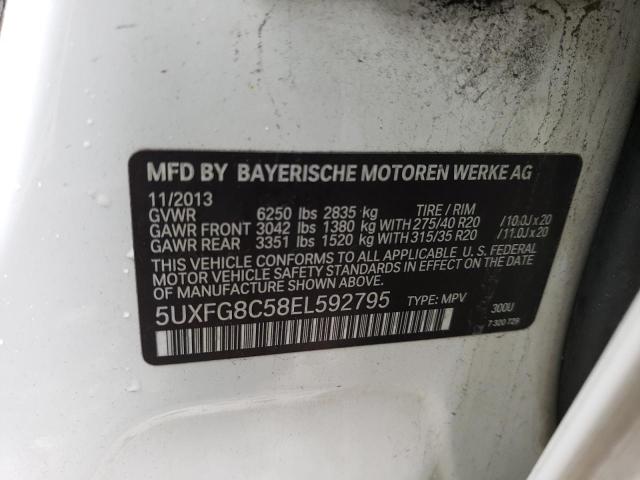 MFD BY BAYERISCHE MOTOREN WERKE AG
11/2013
GVWR 6250 lbs 2835 kg TIRE / RIM
GAWR FRONT 3042 lbs 1380 kg WITH 275/40 R20 /10.0J x 20
GAWR REAR 3351 lbs 1520 kg WITH 315/35 R20 /11.0J x 20
THIS VEHICLE CONFORMS TO ALL APPLICABLE U. S. FEDERAL
MOTOR VEHICLE SAFETY STANDARDS IN EFFECT ON THE DATE
OF MANUFACTURE SHOWN ABOVE.
5UXFG8C58EL592795 TYPE: MPV 300U
7 320 729